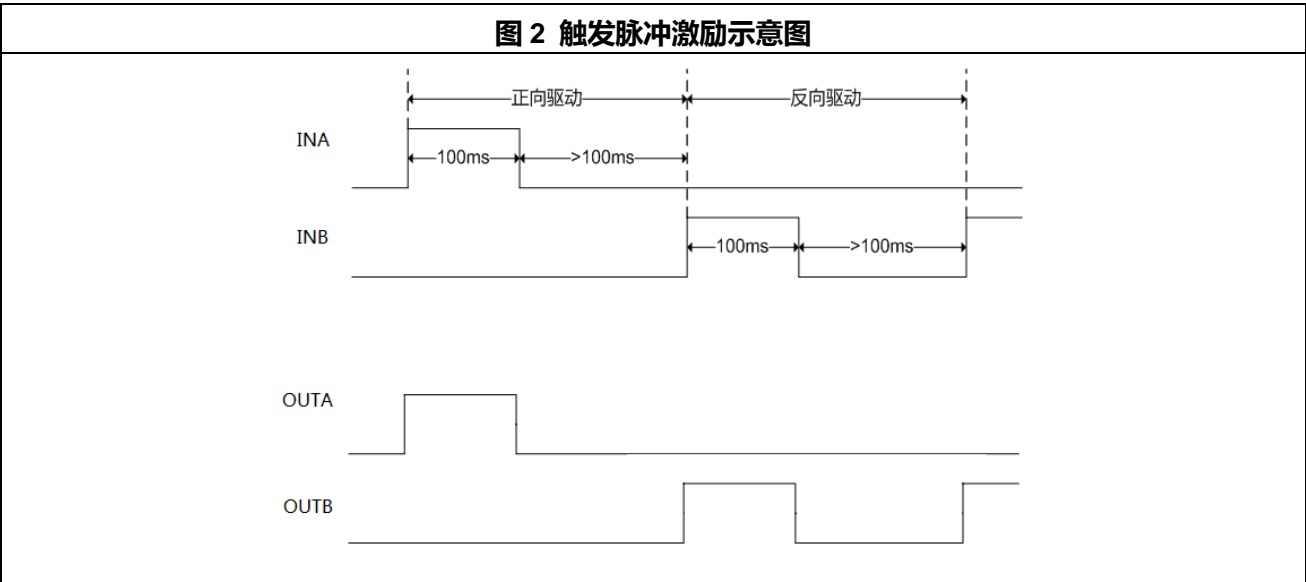 图 2 触发脉冲激励示意图
正向驱动
反向驱动
INA
100ms
>100ms
INB
100ms
>100ms
OUTA
OUTB